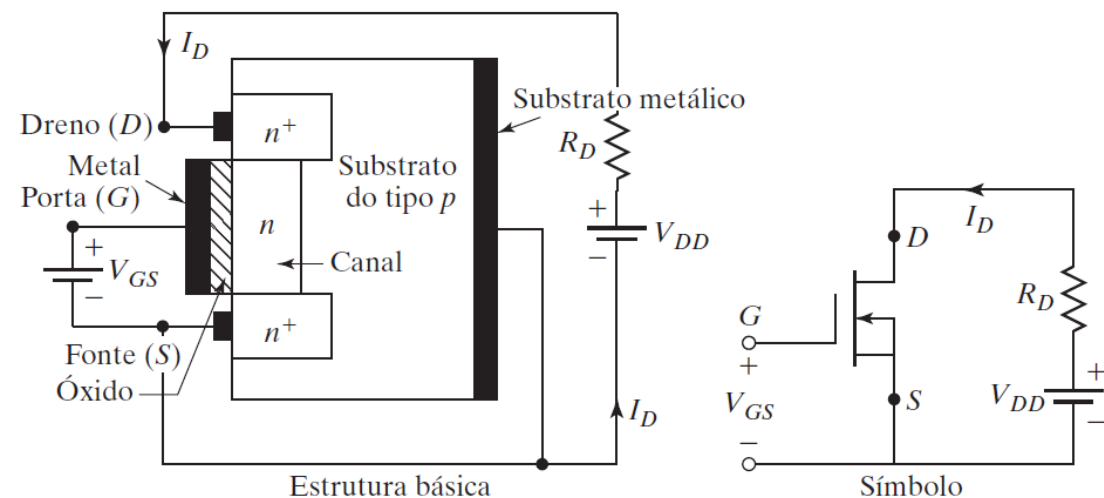 I_D
Dreno (D)
n+
Metal
Porta (G)
Substrato
do tipo p
Substrato metálico
R_D
+
V_DD
−
+
V_GS
−
n
Canal
n+
Fonte (S)
Óxido
I_D
Estrutura básica
I_D
D
G
R_D
+
V_GS
−
S
V_DD
+
−
Símbolo